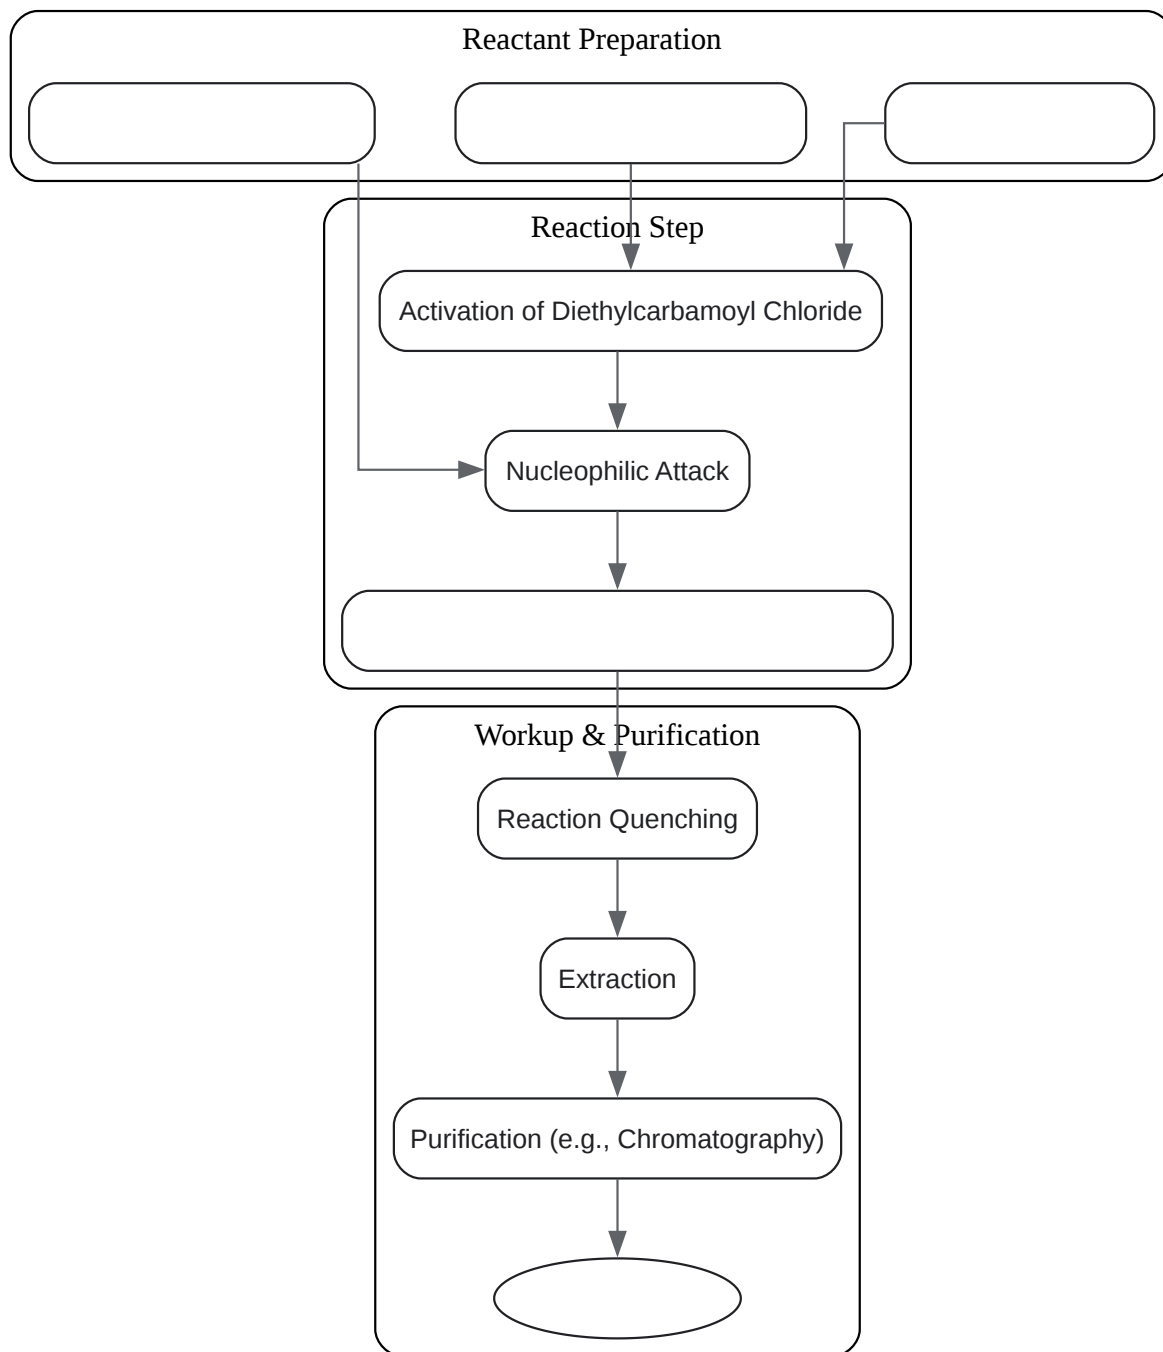 Reactant Preparation
Reaction Step
Activation of Diethylcarbamoyl Chloride
Nucleophilic Attack
Workup & Purification
Reaction Quenching
Extraction
Purification (e.g., Chromatography)